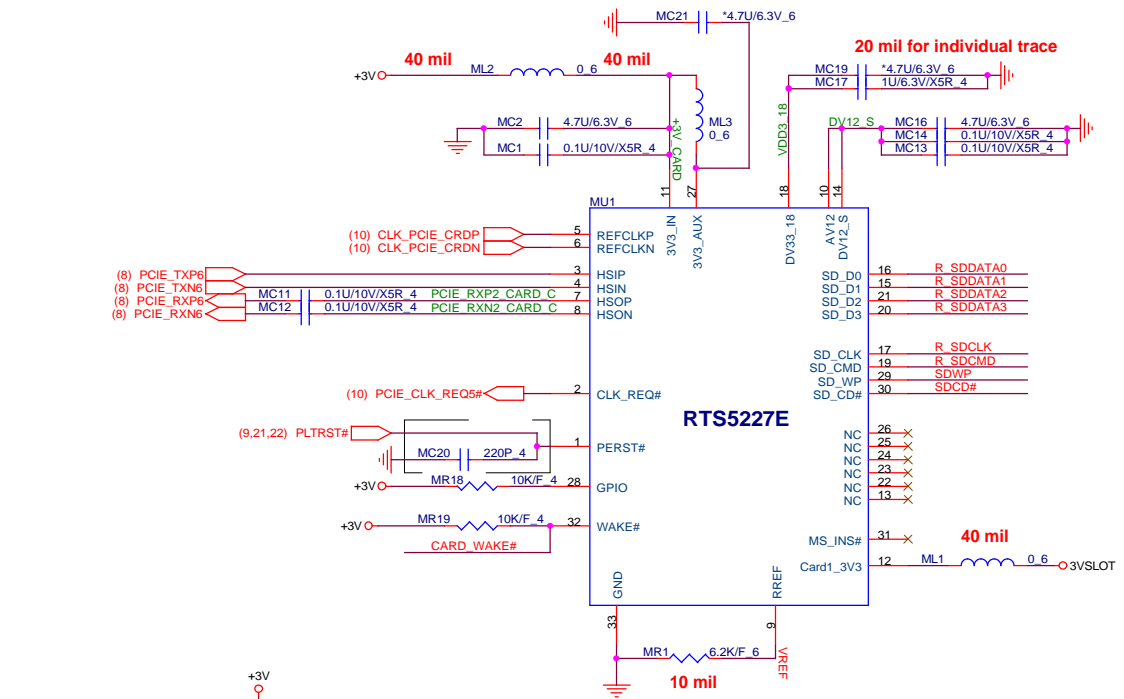 MC21 *4.7U/6.3V_6
20 mil for individual trace
40 mil 40 mil
+3V ML2 0_6
MC19 *4.7U/6.3V_6
MC17 1U/6.3V/X5R_4
MC2 4.7U/6.3V_6
MC1 0.1U/10V/X5R_4
+3V_CARD
ML3
0_6
VDD3_18
DV12_S
MC16 4.7U/6.3V_6
MC14 0.1U/10V/X5R_4
MC13 0.1U/10V/X5R_4
11 27 18 10 14
MU1
3V3_IN 3V3_AUX DV33_18 AV12 DV12_S
(10) CLK_PCIE_CRDP 5 REFCLKP
(10) CLK_PCIE_CRDN 6 REFCLKN
(8) PCIE_TXP6 3 HSIP
(8) PCIE_TXN6 4 HSIN
(8) PCIE_RXP6 MC11 0.1U/10V/X5R_4 PCIE_RXP2_CARD_C 7 HSOP
(8) PCIE_RXN6 MC12 0.1U/10V/X5R_4 PCIE_RXN2_CARD_C 8 HSON
SD_D0 16 R_SDDATA0
SD_D1 15 R_SDDATA1
SD_D2 21 R_SDDATA2
SD_D3 20 R_SDDATA3
SD_CLK 17 R_SDCLK
SD_CMD 19 R_SDCMD
SD_WP 29 SDWP
SD_CD# 30 SDCD#
(10) PCIE_CLK_REQ5# 2 CLK_REQ#
RTS5227E
(9,21,22) PLTRST# 1 PERST#
MC20 220P_4
NC 26
NC 25
NC 24
NC 23
NC 22
NC 13
+3V MR18 10K/F_4 28 GPIO
+3V MR19 10K/F_4 32 WAKE#
CARD_WAKE#
MS_INS# 31
40 mil
Card1_3V3 12 ML1 0_6 3VSLOT
GND RREF
33 9
MR1 6.2K/F_6 VREF
10 mil
+3V